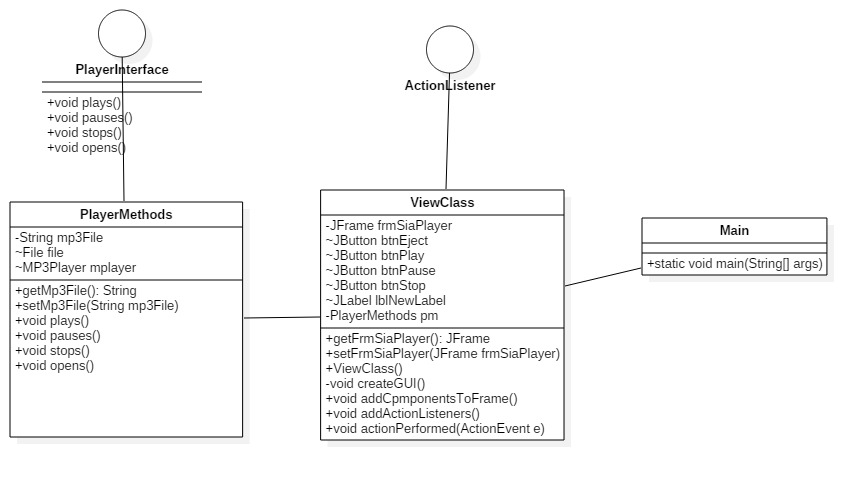 PlayerInterface
+void plays()
+void pauses()
+void stops()
+void opens()
ActionListener
PlayerMethods
-String mp3File
~File file
~MP3Player mplayer
+getMp3File(): String
+setMp3File(String mp3File)
+void plays()
+void pauses()
+void stops()
+void opens()
ViewClass
-JFrame frmSiaPlayer
~JButton btnEject
~JButton btnPlay
~JButton btnPause
~JButton btnStop
~JLabel lblNewLabel
-PlayerMethods pm
+getFrmSiaPlayer(): JFrame
+setFrmSiaPlayer(JFrame frmSiaPlayer)
+ViewClass()
-void createGUI()
+void addCpmponentsToFrame()
+void addActionListeners()
+void actionPerformed(ActionEvent e)
Main
+static void main(String[] args)